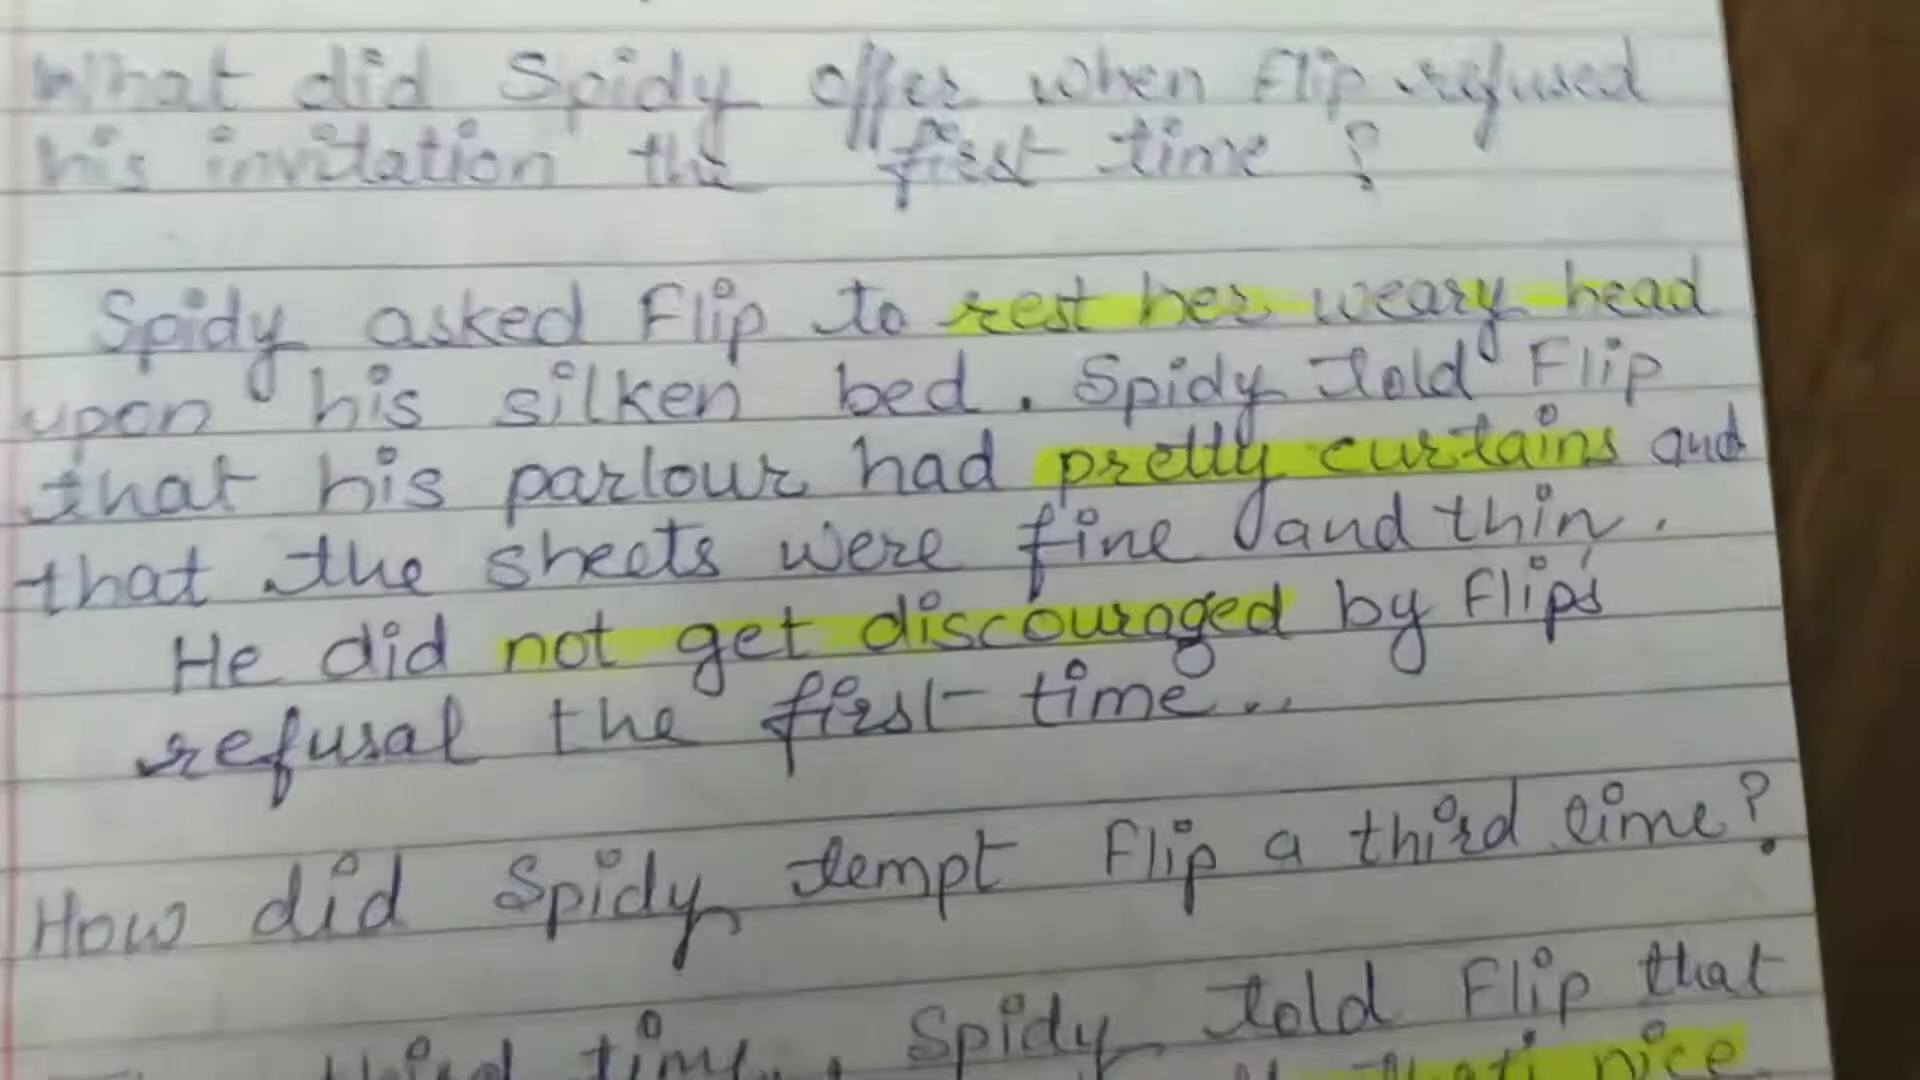 What did Spidy offer when Flip refused
his invitation the first time?
Spidy asked Flip to rest her weary head
upon his silken bed. Spidy told Flip
that his parlour had pretty curtains and
that the sheets were fine and thin.
He did not get discouraged by Flip's
refusal the first time..
How did Spidy tempt Flip a third time?
third time, Spidy told Flip that
nice